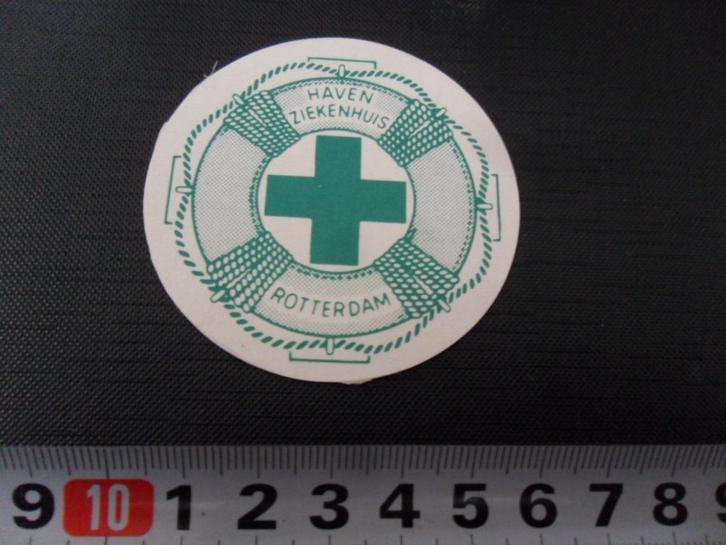 HAVEN
ZIEKENHUIS
ROTTERDAM
9 10 1 2 3 4 5 6 7 8 9